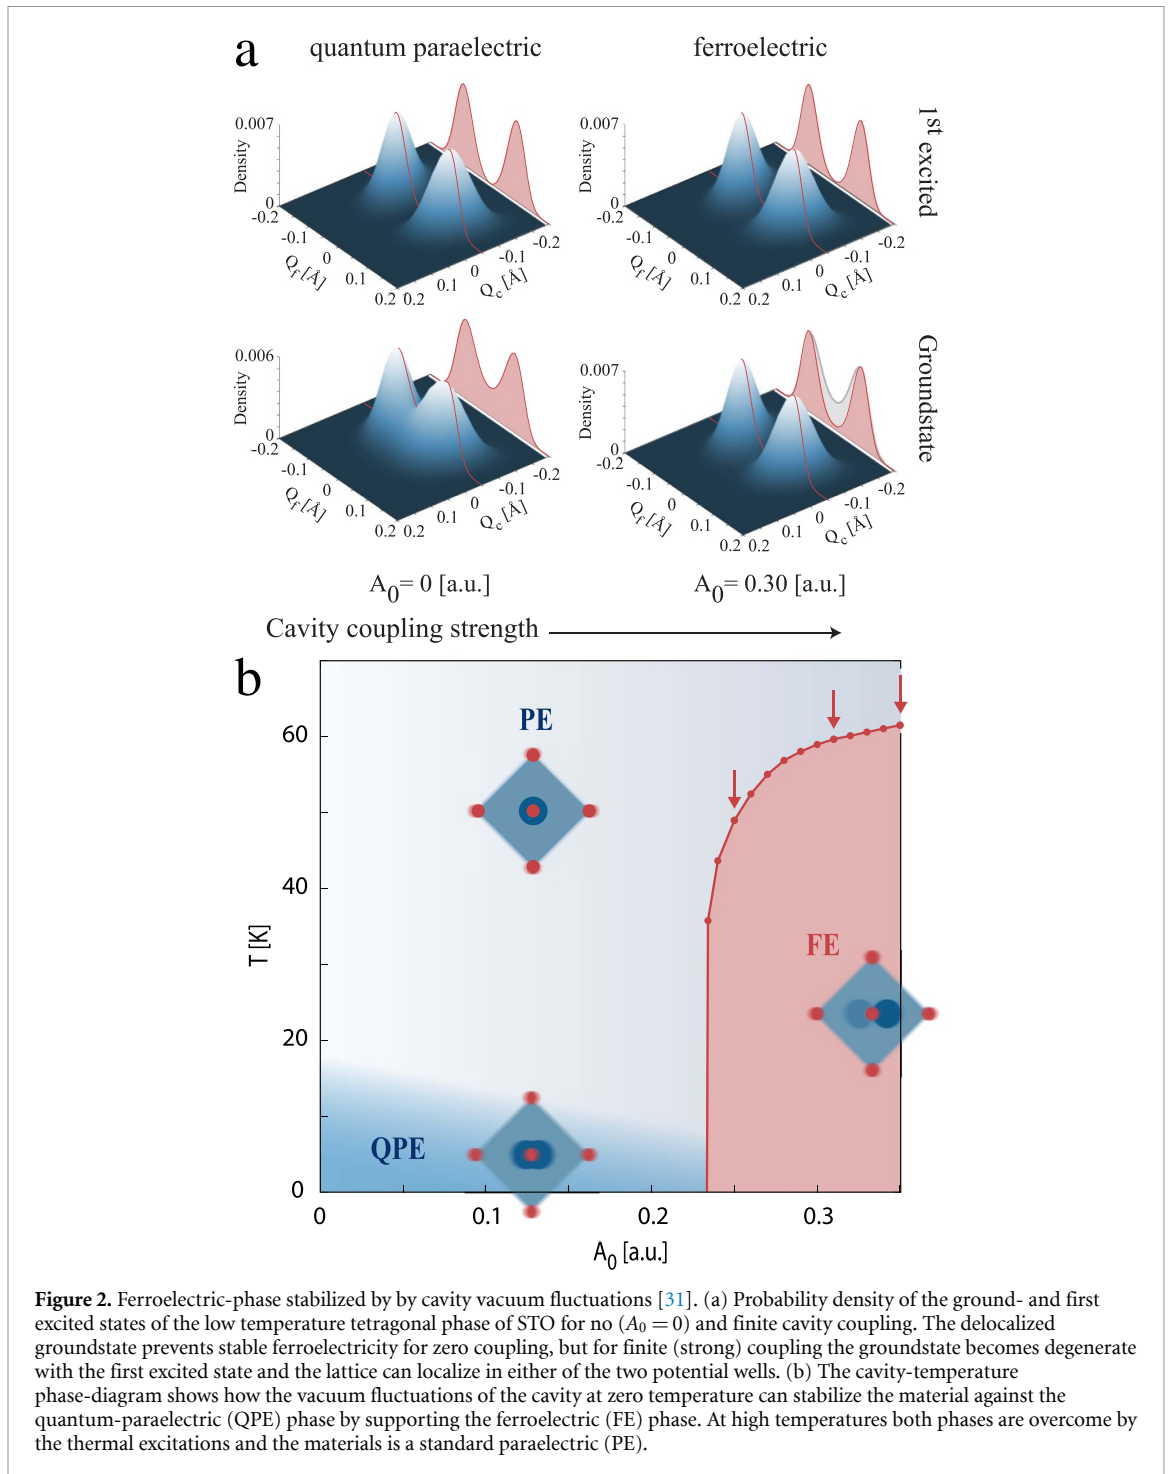 a
quantum paraelectric ferroelectric
0.007
Density
0
-0.2
-0.1
0
0.1
0.2
Qf [Å]
0.2
0.1
0
-0.1
-0.2
Qc [Å]
0.007
Density
0
-0.2
-0.1
0
0.1
0.2
Qf [Å]
0.2
0.1
0
-0.1
-0.2
Qc [Å]
1st excited
0.006
Density
0
-0.2
-0.1
0
0.1
0.2
Qf [Å]
0.2
0.1
0
-0.1
-0.2
Qc [Å]
0.007
Density
0
-0.2
-0.1
0
0.1
0.2
Qf [Å]
0.2
0.1
0
-0.1
-0.2
Qc [Å]
Groundstate
A0= 0 [a.u.] A0= 0.30 [a.u.]
Cavity coupling strength
b
PE
FE
QPE
T [K]
60
40
20
0
0 0.1 0.2 0.3
A0 [a.u.]
Figure 2. Ferroelectric-phase stabilized by by cavity vacuum fluctuations [31]. (a) Probability density of the ground- and first
excited states of the low temperature tetragonal phase of STO for no (A0 = 0) and finite cavity coupling. The delocalized
groundstate prevents stable ferroelectricity for zero coupling, but for finite (strong) coupling the groundstate becomes degenerate
with the first excited state and the lattice can localize in either of the two potential wells. (b) The cavity-temperature
phase-diagram shows how the vacuum fluctuations of the cavity at zero temperature can stabilize the material against the
quantum-paraelectric (QPE) phase by supporting the ferroelectric (FE) phase. At high temperatures both phases are overcome by
the thermal excitations and the materials is a standard paraelectric (PE).